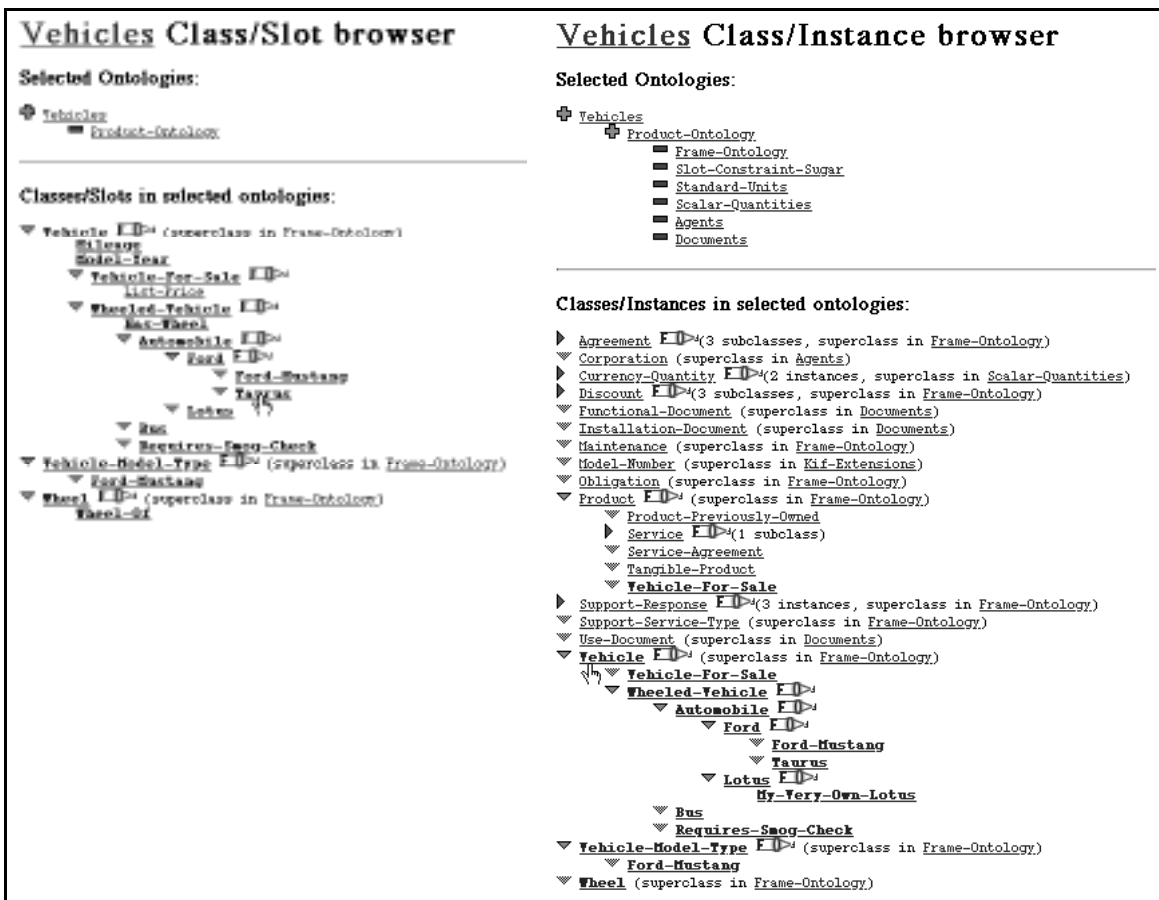 Vehicles Class/Slot browser
Selected Ontologies:
Vehicles
Product-Ontology
Classes/Slots in selected ontologies:
Vehicle (superclass in Frame-Ontology)
Mileage
Model-Year
Vehicle-For-Sale
List-Price
Wheeled-Vehicle
Has-Wheel
Automobile
Ford
Ford-Mustang
Taurus
Lotus
Bus
Requires-Smog-Check
Vehicle-Model-Type (superclass in Frame-Ontology)
Ford-Mustang
Wheel (superclass in Frame-Ontology)
Wheel-Of
Vehicles Class/Instance browser
Selected Ontologies:
Vehicles
Product-Ontology
Frame-Ontology
Slot-Constraint-Sugar
Standard-Units
Scalar-Quantities
Agents
Documents
Classes/Instances in selected ontologies:
Agreement (3 subclasses, superclass in Frame-Ontology)
Corporation (superclass in Agents)
Currency-Quantity (2 instances, superclass in Scalar-Quantities)
Discount (3 subclasses, superclass in Frame-Ontology)
Functional-Document (superclass in Documents)
Installation-Document (superclass in Documents)
Maintenance (superclass in Frame-Ontology)
Model-Number (superclass in Kif-Extensions)
Obligation (superclass in Frame-Ontology)
Product (superclass in Frame-Ontology)
Product-Previously-Owned
Service (1 subclass)
Service-Agreement
Tangible-Product
Vehicle-For-Sale
Support-Response (3 instances, superclass in Frame-Ontology)
Support-Service-Type (superclass in Frame-Ontology)
Use-Document (superclass in Documents)
Vehicle (superclass in Frame-Ontology)
Vehicle-For-Sale
Wheeled-Vehicle
Automobile
Ford
Ford-Mustang
Taurus
Lotus
My-Very-Own-Lotus
Bus
Requires-Smog-Check
Vehicle-Model-Type (superclass in Frame-Ontology)
Ford-Mustang
Wheel (superclass in Frame-Ontology)